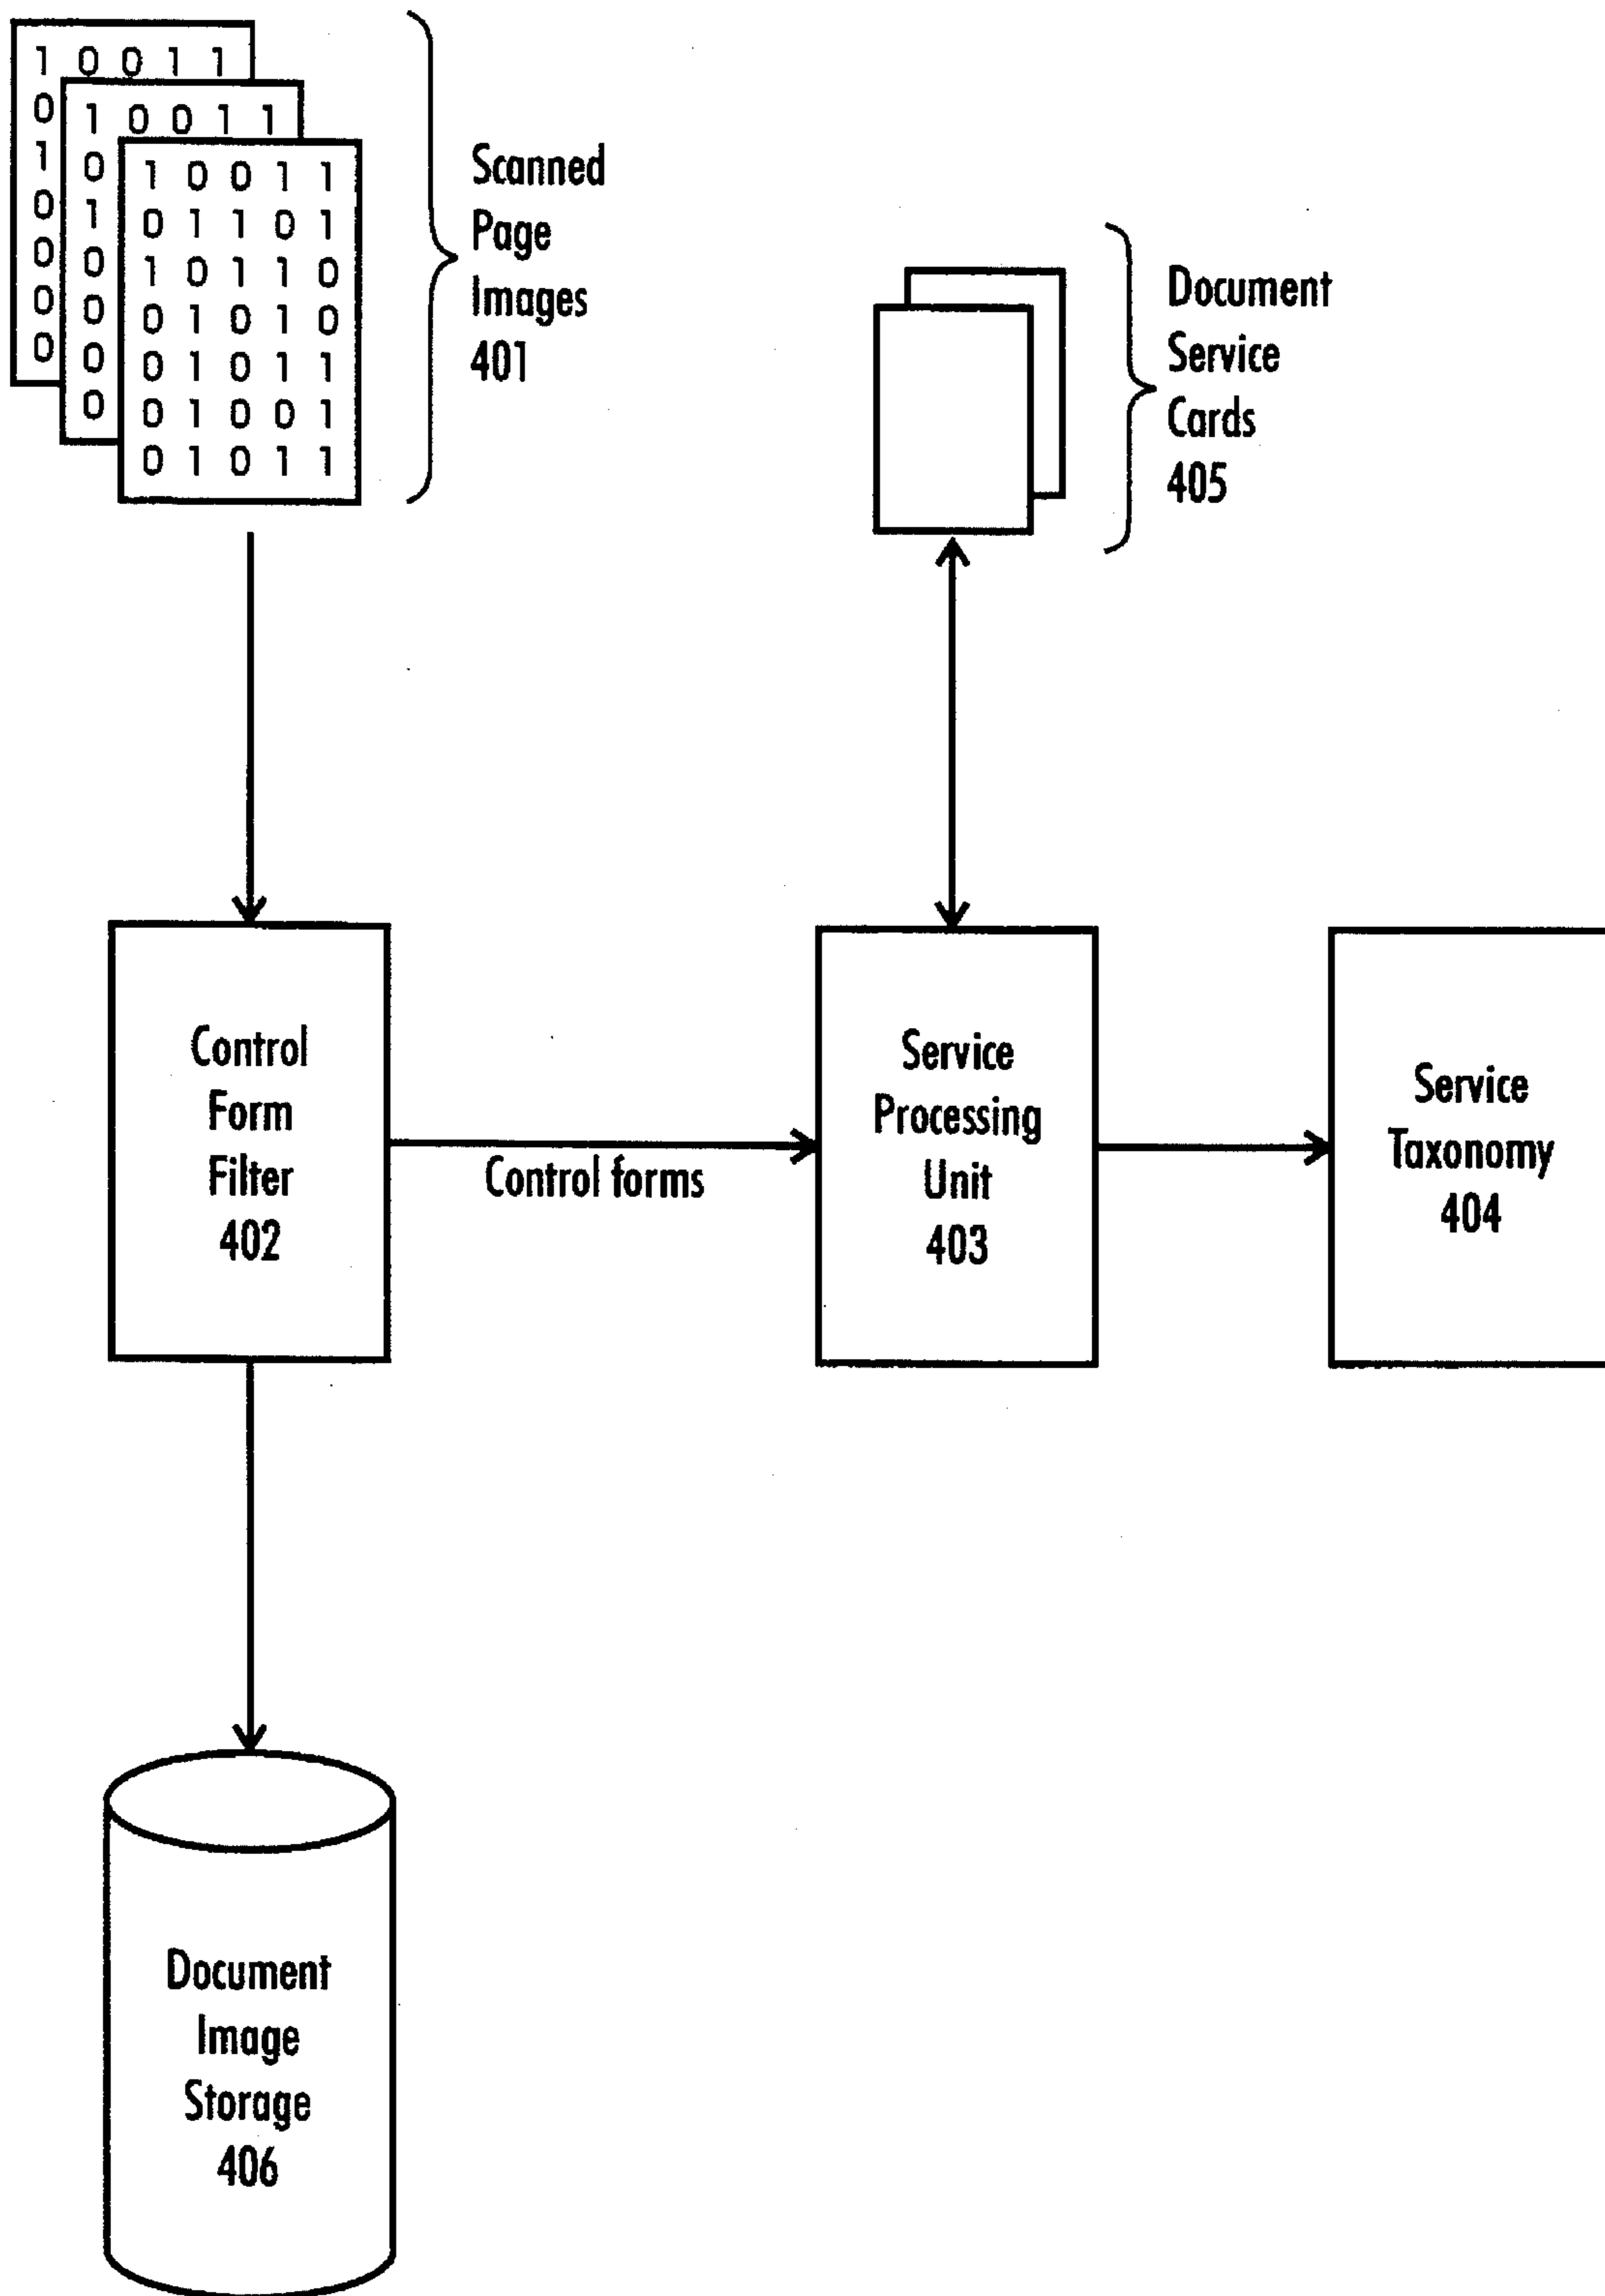 1 0 0 1 1
0
1
0
0
0
0
1 0 0 1 1
0
1
0
0
0
0
1 0 0 1 1
0 1 1 0 1
1 0 1 1 0
0 1 0 1 0
0 1 0 1 1
0 1 0 0 1
0 1 0 1 1
Scanned
Page
Images
401
Document
Service
Cards
405
Control
Form
Filter
402
Control forms
Service
Processing
Unit
403
Service
Taxonomy
404
Document
Image
Storage
406